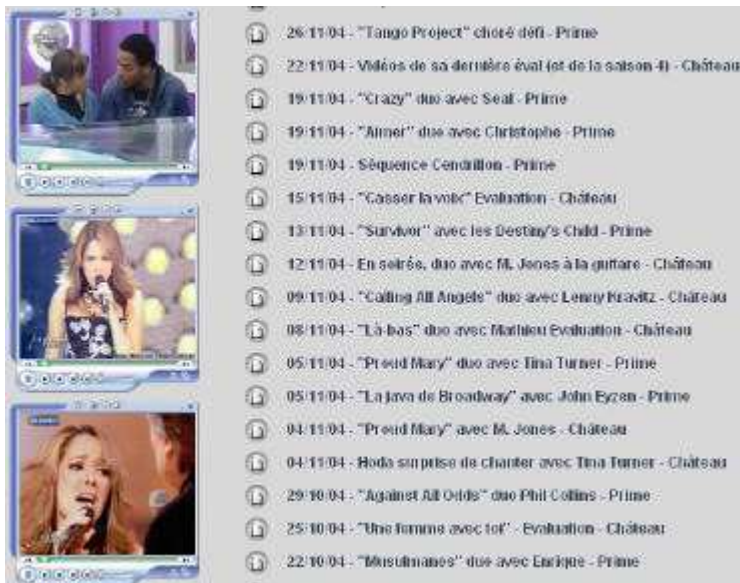 26/11/04 - "Tango Project" choré défi - Prime
22/11/04 - Vidéos de sa dernière éval (et de la saison 4) - Château
19/11/04 - "Crazy" duo avec Seal - Prime
19/11/04 - "Aimer" duo avec Christophe - Prime
19/11/04 - Séquence Cendrillon - Prime
15/11/04 - "Casser la voix" Evaluation - Château
13/11/04 - "Survivor" avec les Destiny's Child - Prime
12/11/04 - En soirée, duo avec M. Jones à la guitare - Château
09/11/04 - "Calling All Angels" duo avec Lenny Kravitz - Château
08/11/04 - "Là-bas" duo avec Mathieu Evaluation - Château
05/11/04 - "Proud Mary" duo avec Tina Turner - Prime
05/11/04 - "La java de Broadway" avec John Eyzen - Prime
04/11/04 - "Proud Mary" avec M. Jones - Château
04/11/04 - Hoda surprise de chanter avec Tina Turner - Château
29/10/04 - "Against All Odds" duo Phil Collins - Prime
25/10/04 - "Une femme avec toi" - Evaluation - Château
22/10/04 - "Musulmanes" duo avec Enrique - Prime